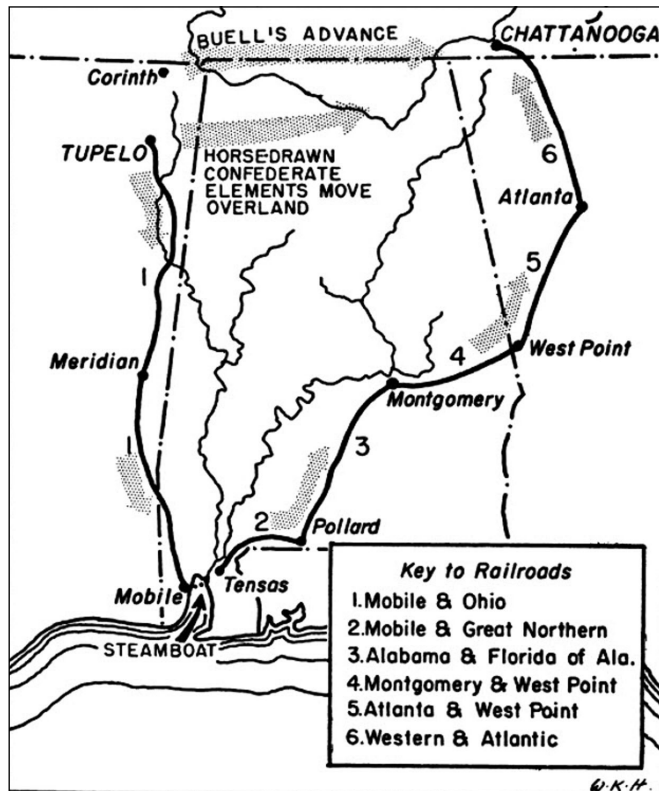 CHATTANOOGA
BUELL'S ADVANCE
Corinth
TUPELO
HORSE-DRAWN
CONFEDERATE
ELEMENTS MOVE
OVERLAND
6
Atlanta
1
5
Meridian
4
West Point
Montgomery
1
3
2
Pollard
Tensas
Mobile
STEAMBOAT
Key to Railroads
1.Mobile & Ohio
2.Mobile & Great Northern
3.Alabama & Florida of Ala.
4.Montgomery & West Point
5.Atlanta & West Point
6.Western & Atlantic
W.K.H.